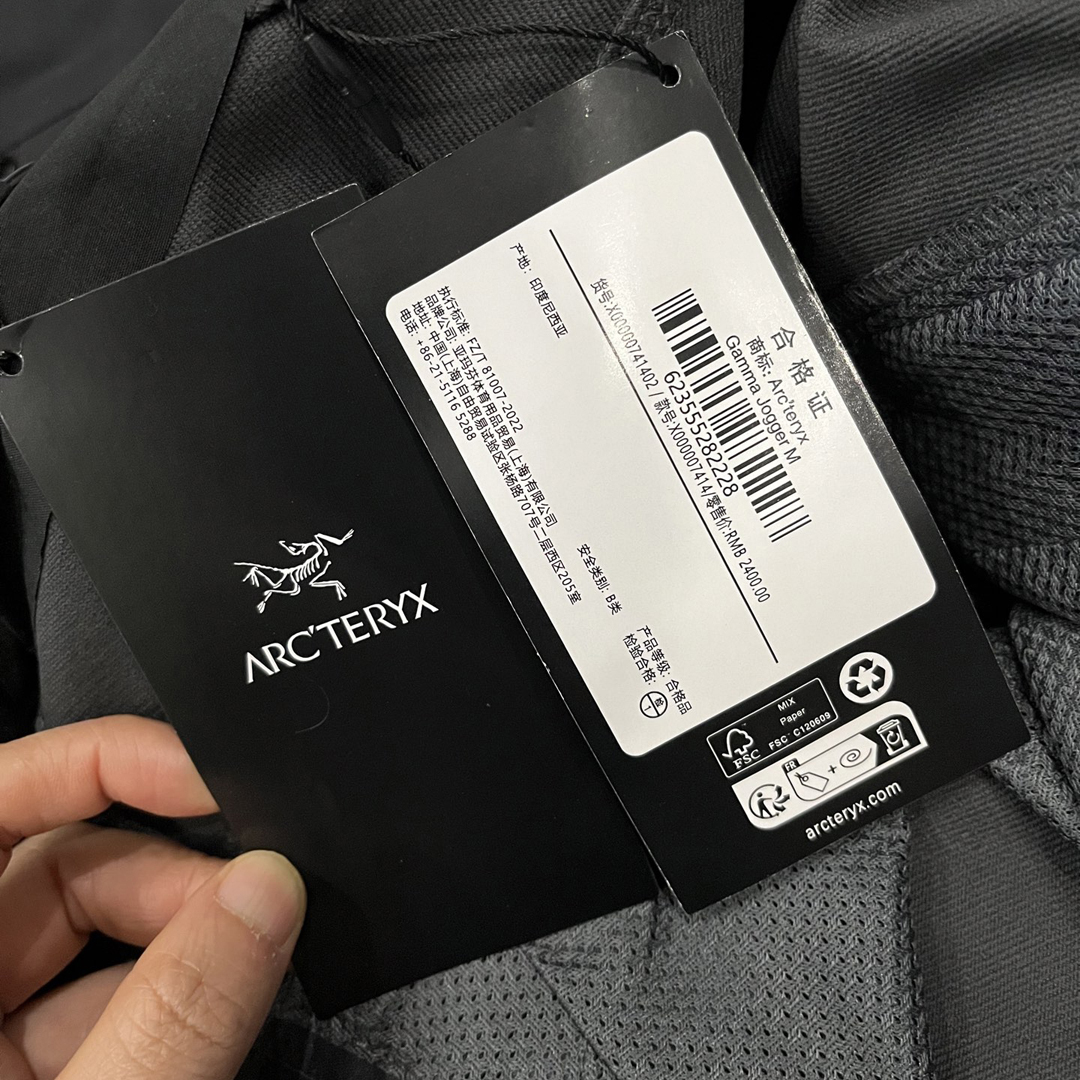 ARC'TERYX
合格证
商标: Arc'teryx
Gamma Jogger M
623555282228
货号:X00000741402 / 款号:X000007414/零售价:RMB 2400.00
产地: 印度尼西亚
安全类别: B类
产品等级: 合格品
检验合格:
执行标准: FZ/T 81007-2022
品牌公司: 亚玛芬体育用品贸易(上海)有限公司
地址: 中国(上海)自由贸易试验区张杨路707号二层西区205室
电话: +86-21-5116 5288
FSC
MIX
Paper
FSC C120609
FR
arcteryx.com